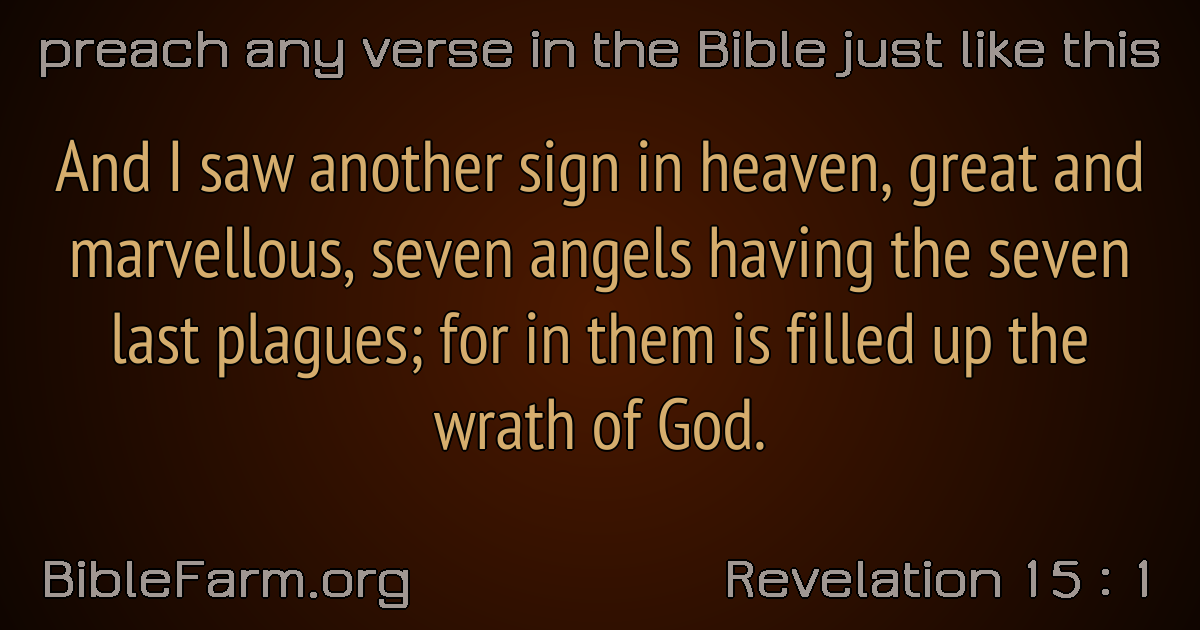 preach any verse in the Bible just like this
And I saw another sign in heaven, great and
marvellous, seven angels having the seven
last plagues; for in them is filled up the
wrath of God.
BibleFarm.org
Revelation 15 : 1